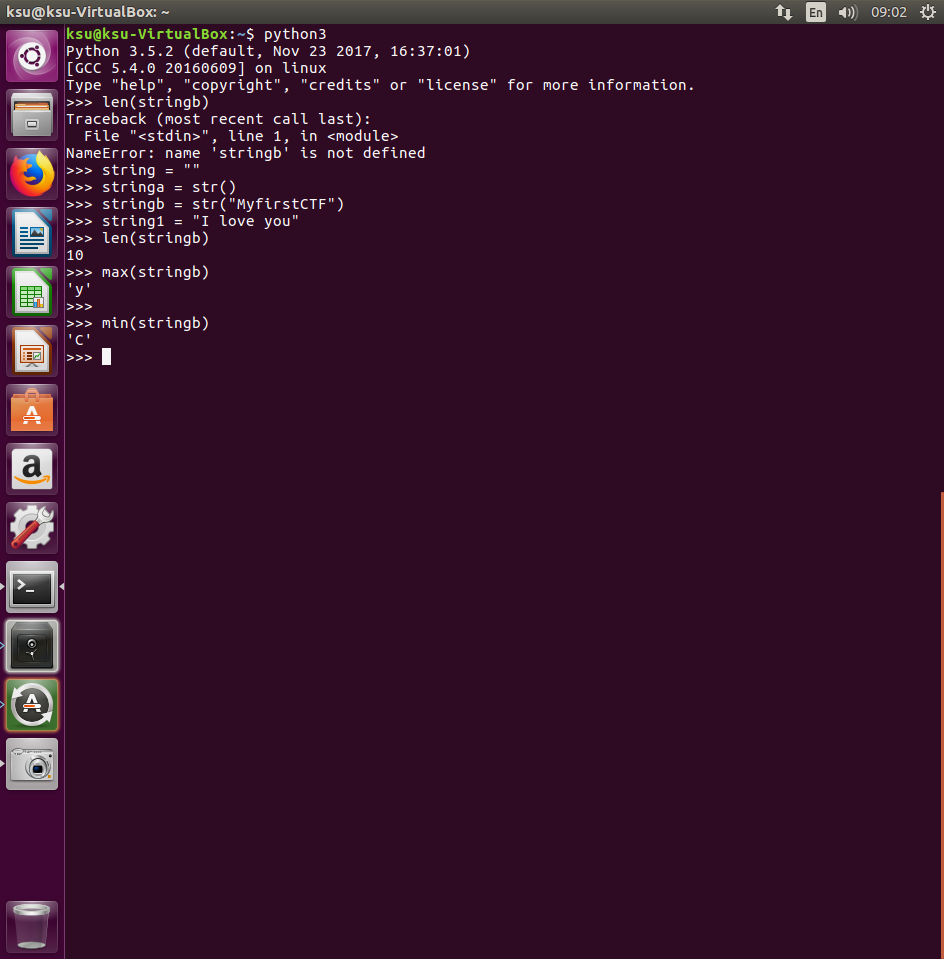 ksu@ksu-VirtualBox: ~
En
09:02
ksu@ksu-VirtualBox:~$ python3
Python 3.5.2 (default, Nov 23 2017, 16:37:01)
[GCC 5.4.0 20160609] on linux
Type "help", "copyright", "credits" or "license" for more information.
>>> len(stringb)
Traceback (most recent call last):
  File "<stdin>", line 1, in <module>
NameError: name 'stringb' is not defined
>>> string = ""
>>> stringa = str()
>>> stringb = str("MyfirstCTF")
>>> string1 = "I love you"
>>> len(stringb)
10
>>> max(stringb)
'y'
>>>
>>> min(stringb)
'C'
>>>